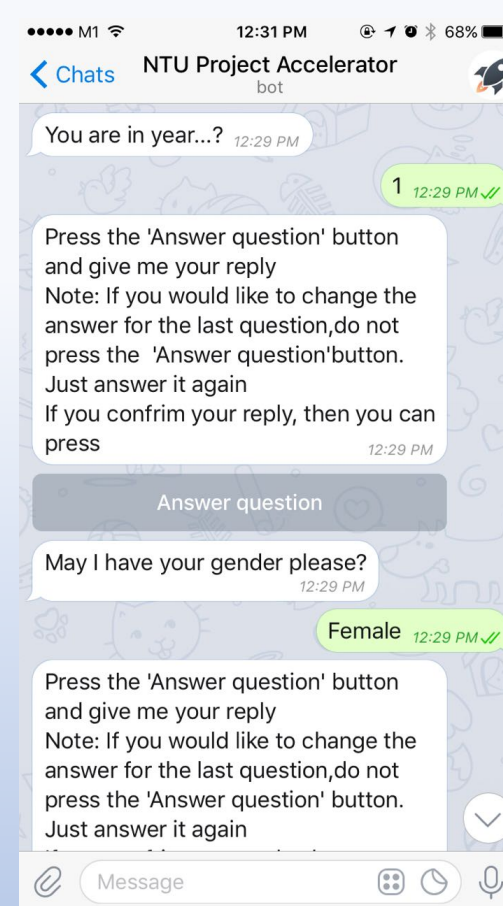 M1 12:31 PM 68%
Chats NTU Project Accelerator
bot
You are in year...? 12:29 PM
1 12:29 PM
Press the 'Answer question' button
and give me your reply
Note: If you would like to change the
answer for the last question,do not
press the  'Answer question'button.
Just answer it again
If you confrim your reply, then you can
press 12:29 PM
Answer question
May I have your gender please?
12:29 PM
Female 12:29 PM
Press the 'Answer question' button
and give me your reply
Note: If you would like to change the
answer for the last question,do not
press the 'Answer question' button.
Just answer it again
Message